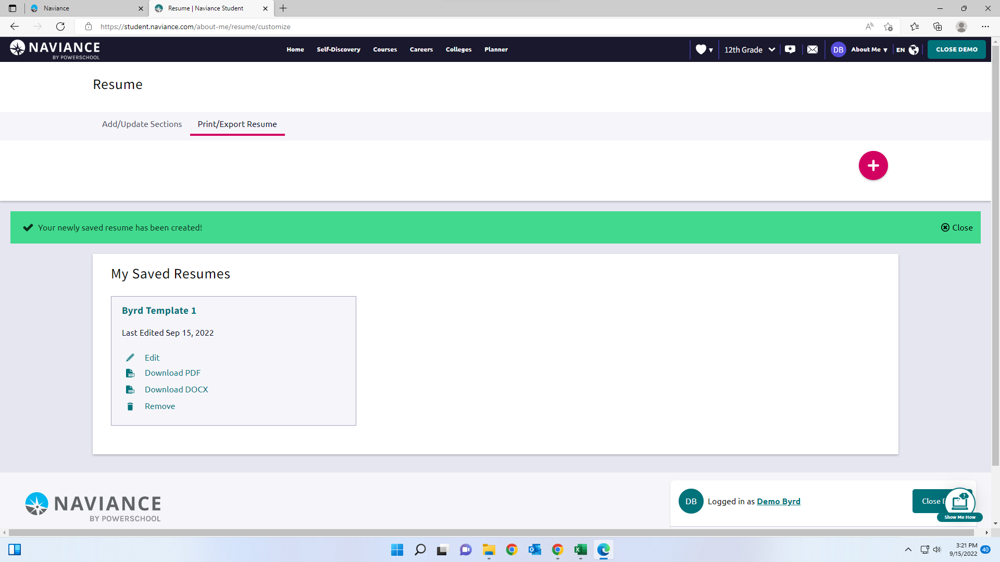 Naviance
Resume | Naviance Student
https://student.naviance.com/about-me/resume/customize
NAVIANCE
BY POWERSCHOOL
Home
Self-Discovery
Courses
Careers
Colleges
Planner
12th Grade
DB
About Me
EN
CLOSE DEMO
Resume
Add/Update Sections
Print/Export Resume
Your newly saved resume has been created!
Close
My Saved Resumes
Byrd Template 1
Last Edited Sep 15, 2022
Edit
Download PDF
Download DOCX
Remove
NAVIANCE
BY POWERSCHOOL
DB
Logged in as Demo Byrd
Close
Show Me How
3:21 PM
9/15/2022
40